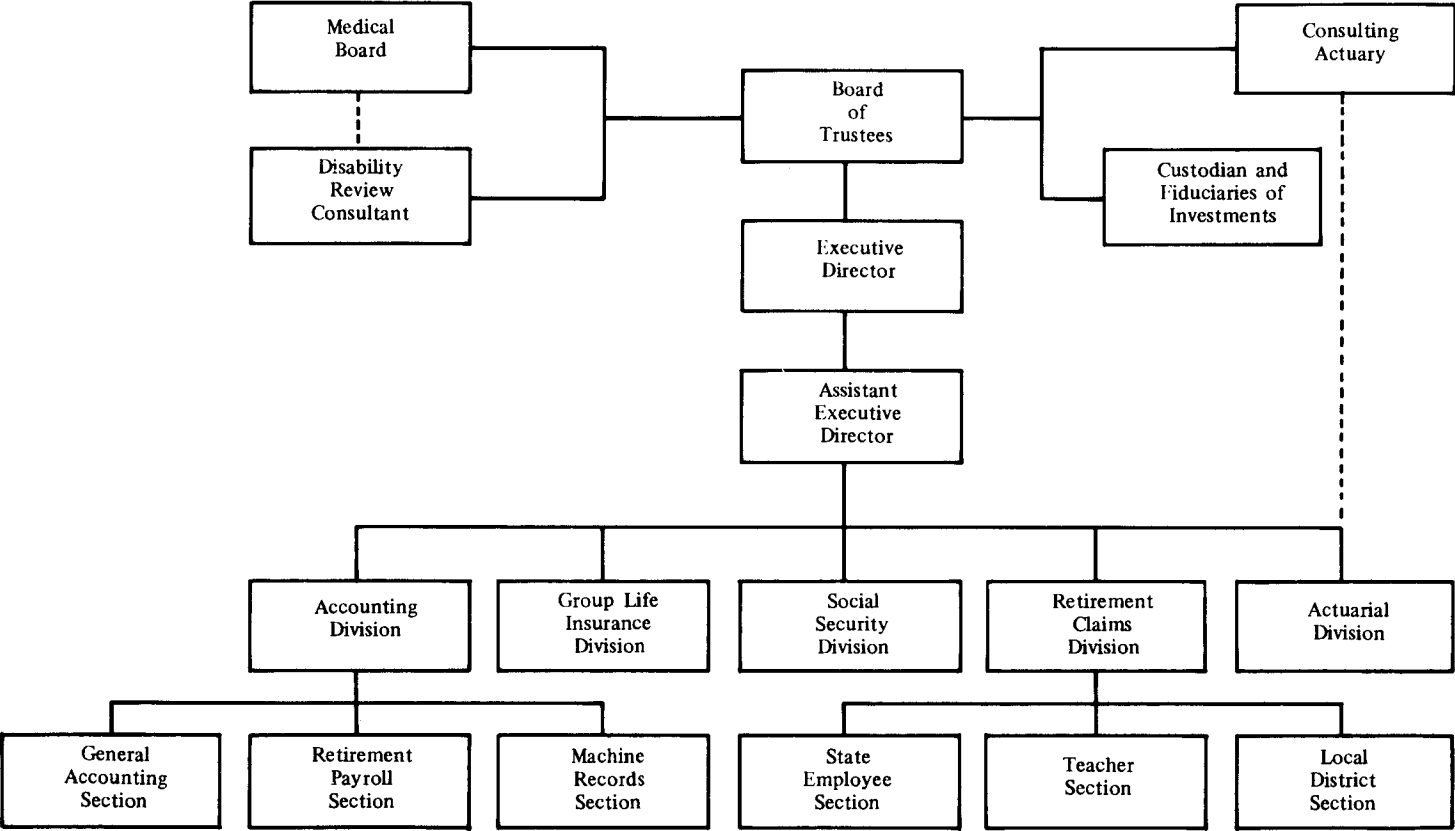 Medical
Board
Consulting
Actuary
Board
of
Trustees
Disability
Review
Consultant
Custodian and
Fiduciaries of
Investments
Executive
Director
Assistant
Executive
Director
Accounting
Division
Group Life
Insurance
Division
Social
Security
Division
Retirement
Claims
Division
Actuarial
Division
General
Accounting
Section
Retirement
Payroll
Section
Machine
Records
Section
State
Employee
Section
Teacher
Section
Local
District
Section